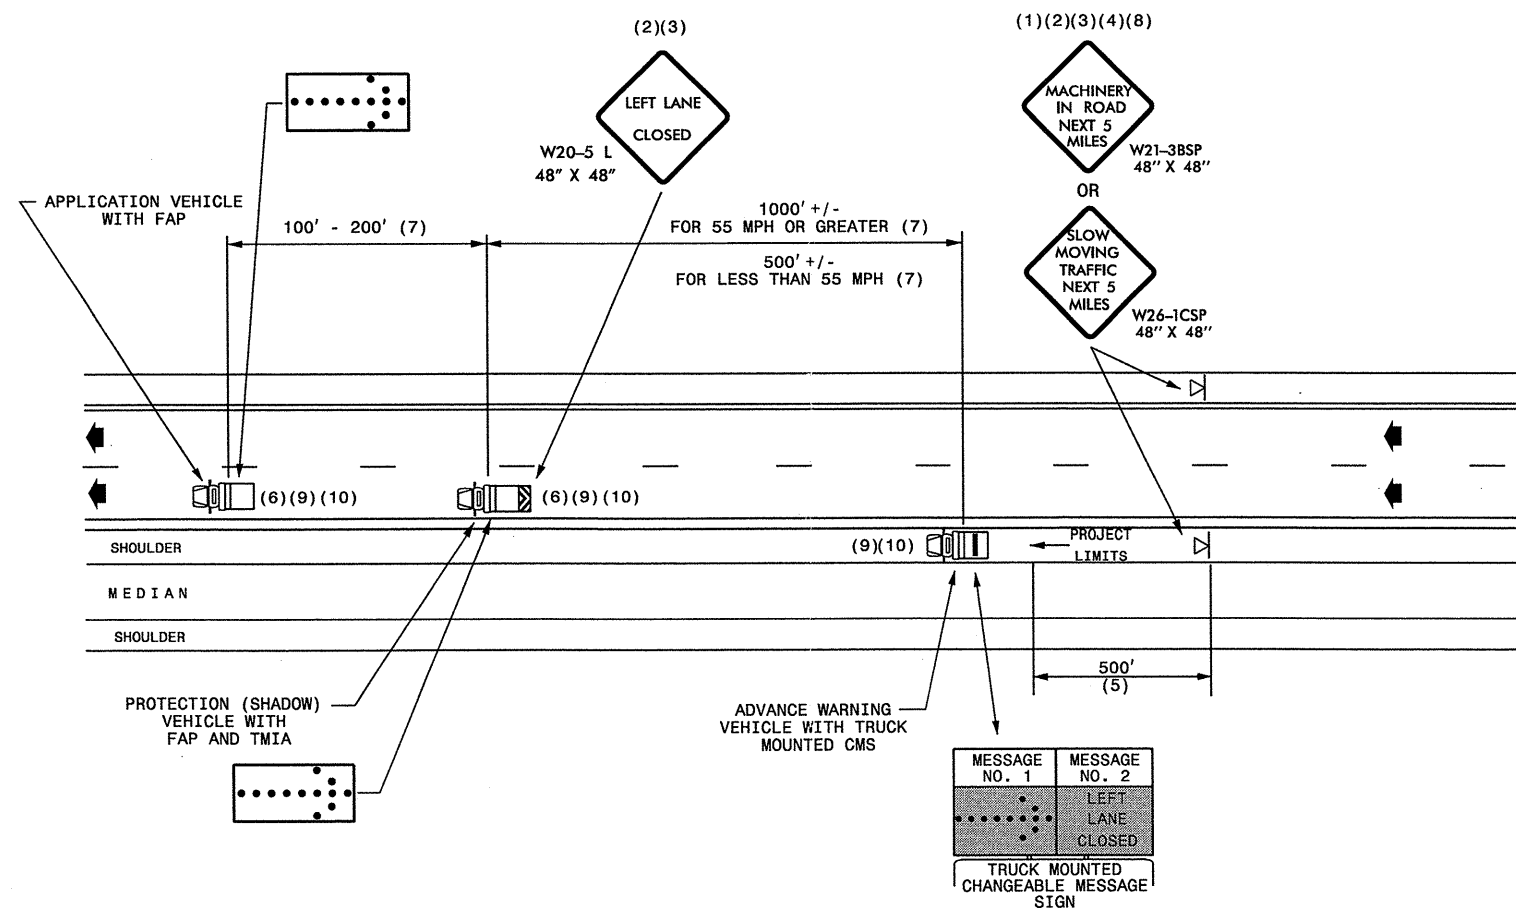 (2)(3)
(1)(2)(3)(4)(8)
LEFT LANE
CLOSED
W20-5 L
48" X 48"
MACHINERY
IN ROAD
NEXT 5
MILES
W21-3BSP
48" X 48"
OR
SLOW
MOVING
TRAFFIC
NEXT 5
MILES
W26-1CSP
48" X 48"
APPLICATION VEHICLE
WITH FAP
100' - 200' (7)
1000' +/-
FOR 55 MPH OR GREATER (7)
500' +/-
FOR LESS THAN 55 MPH (7)
(6)(9)(10)
(6)(9)(10)
(9)(10)
PROJECT
LIMITS
SHOULDER
MEDIAN
SHOULDER
500'
(5)
PROTECTION (SHADOW)
VEHICLE WITH
FAP AND TMIA
ADVANCE WARNING
VEHICLE WITH TRUCK
MOUNTED CMS
MESSAGE
NO. 1
MESSAGE
NO. 2
LEFT
LANE
CLOSED
TRUCK MOUNTED
CHANGEABLE MESSAGE
SIGN